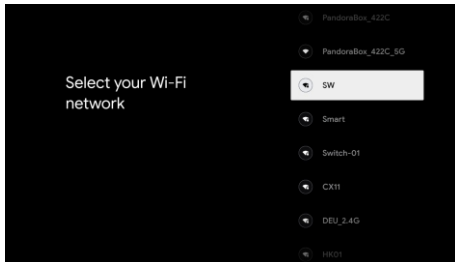 PandoraBox_422C
PandoraBox_422C_5G
Select your Wi-Fi
network
SW
Smart
Switch-01
CX11
DEU_2.4G
HK01